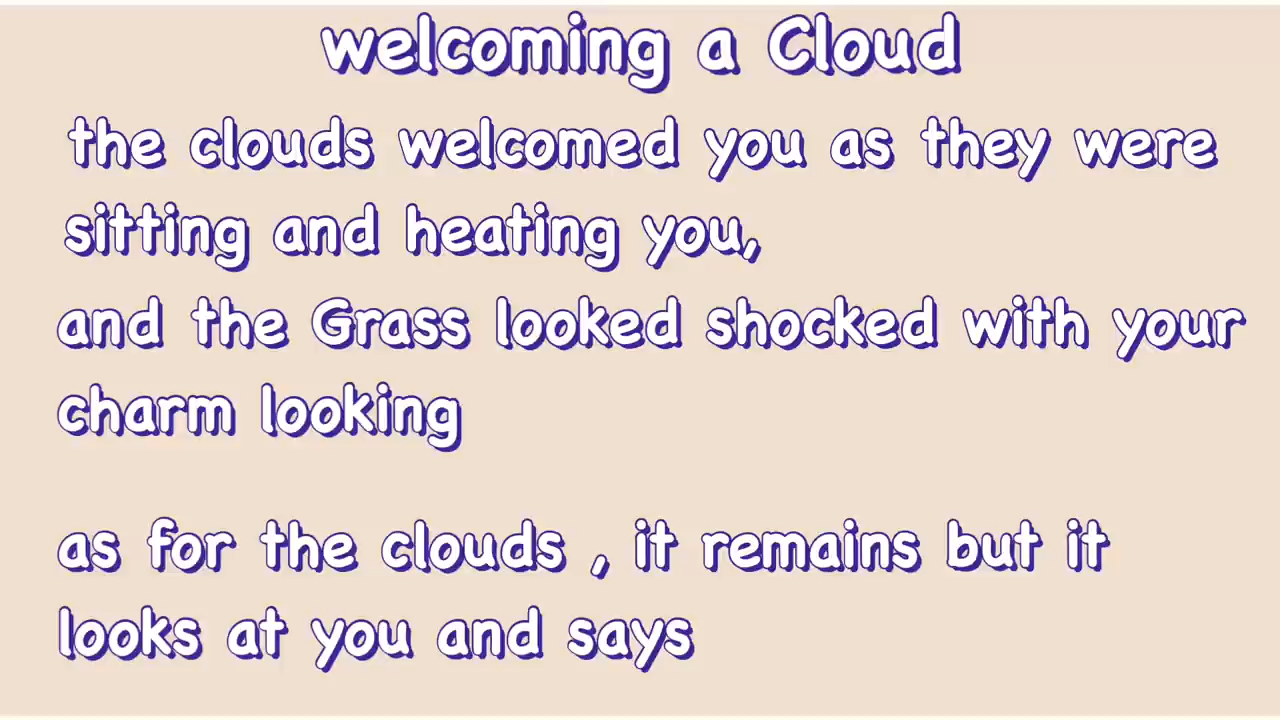 welcoming a Cloud
the clouds welcomed you as they were
sitting and heating you,
and the Grass looked shocked with your
charm looking
as for the clouds , it remains but it
looks at you and says